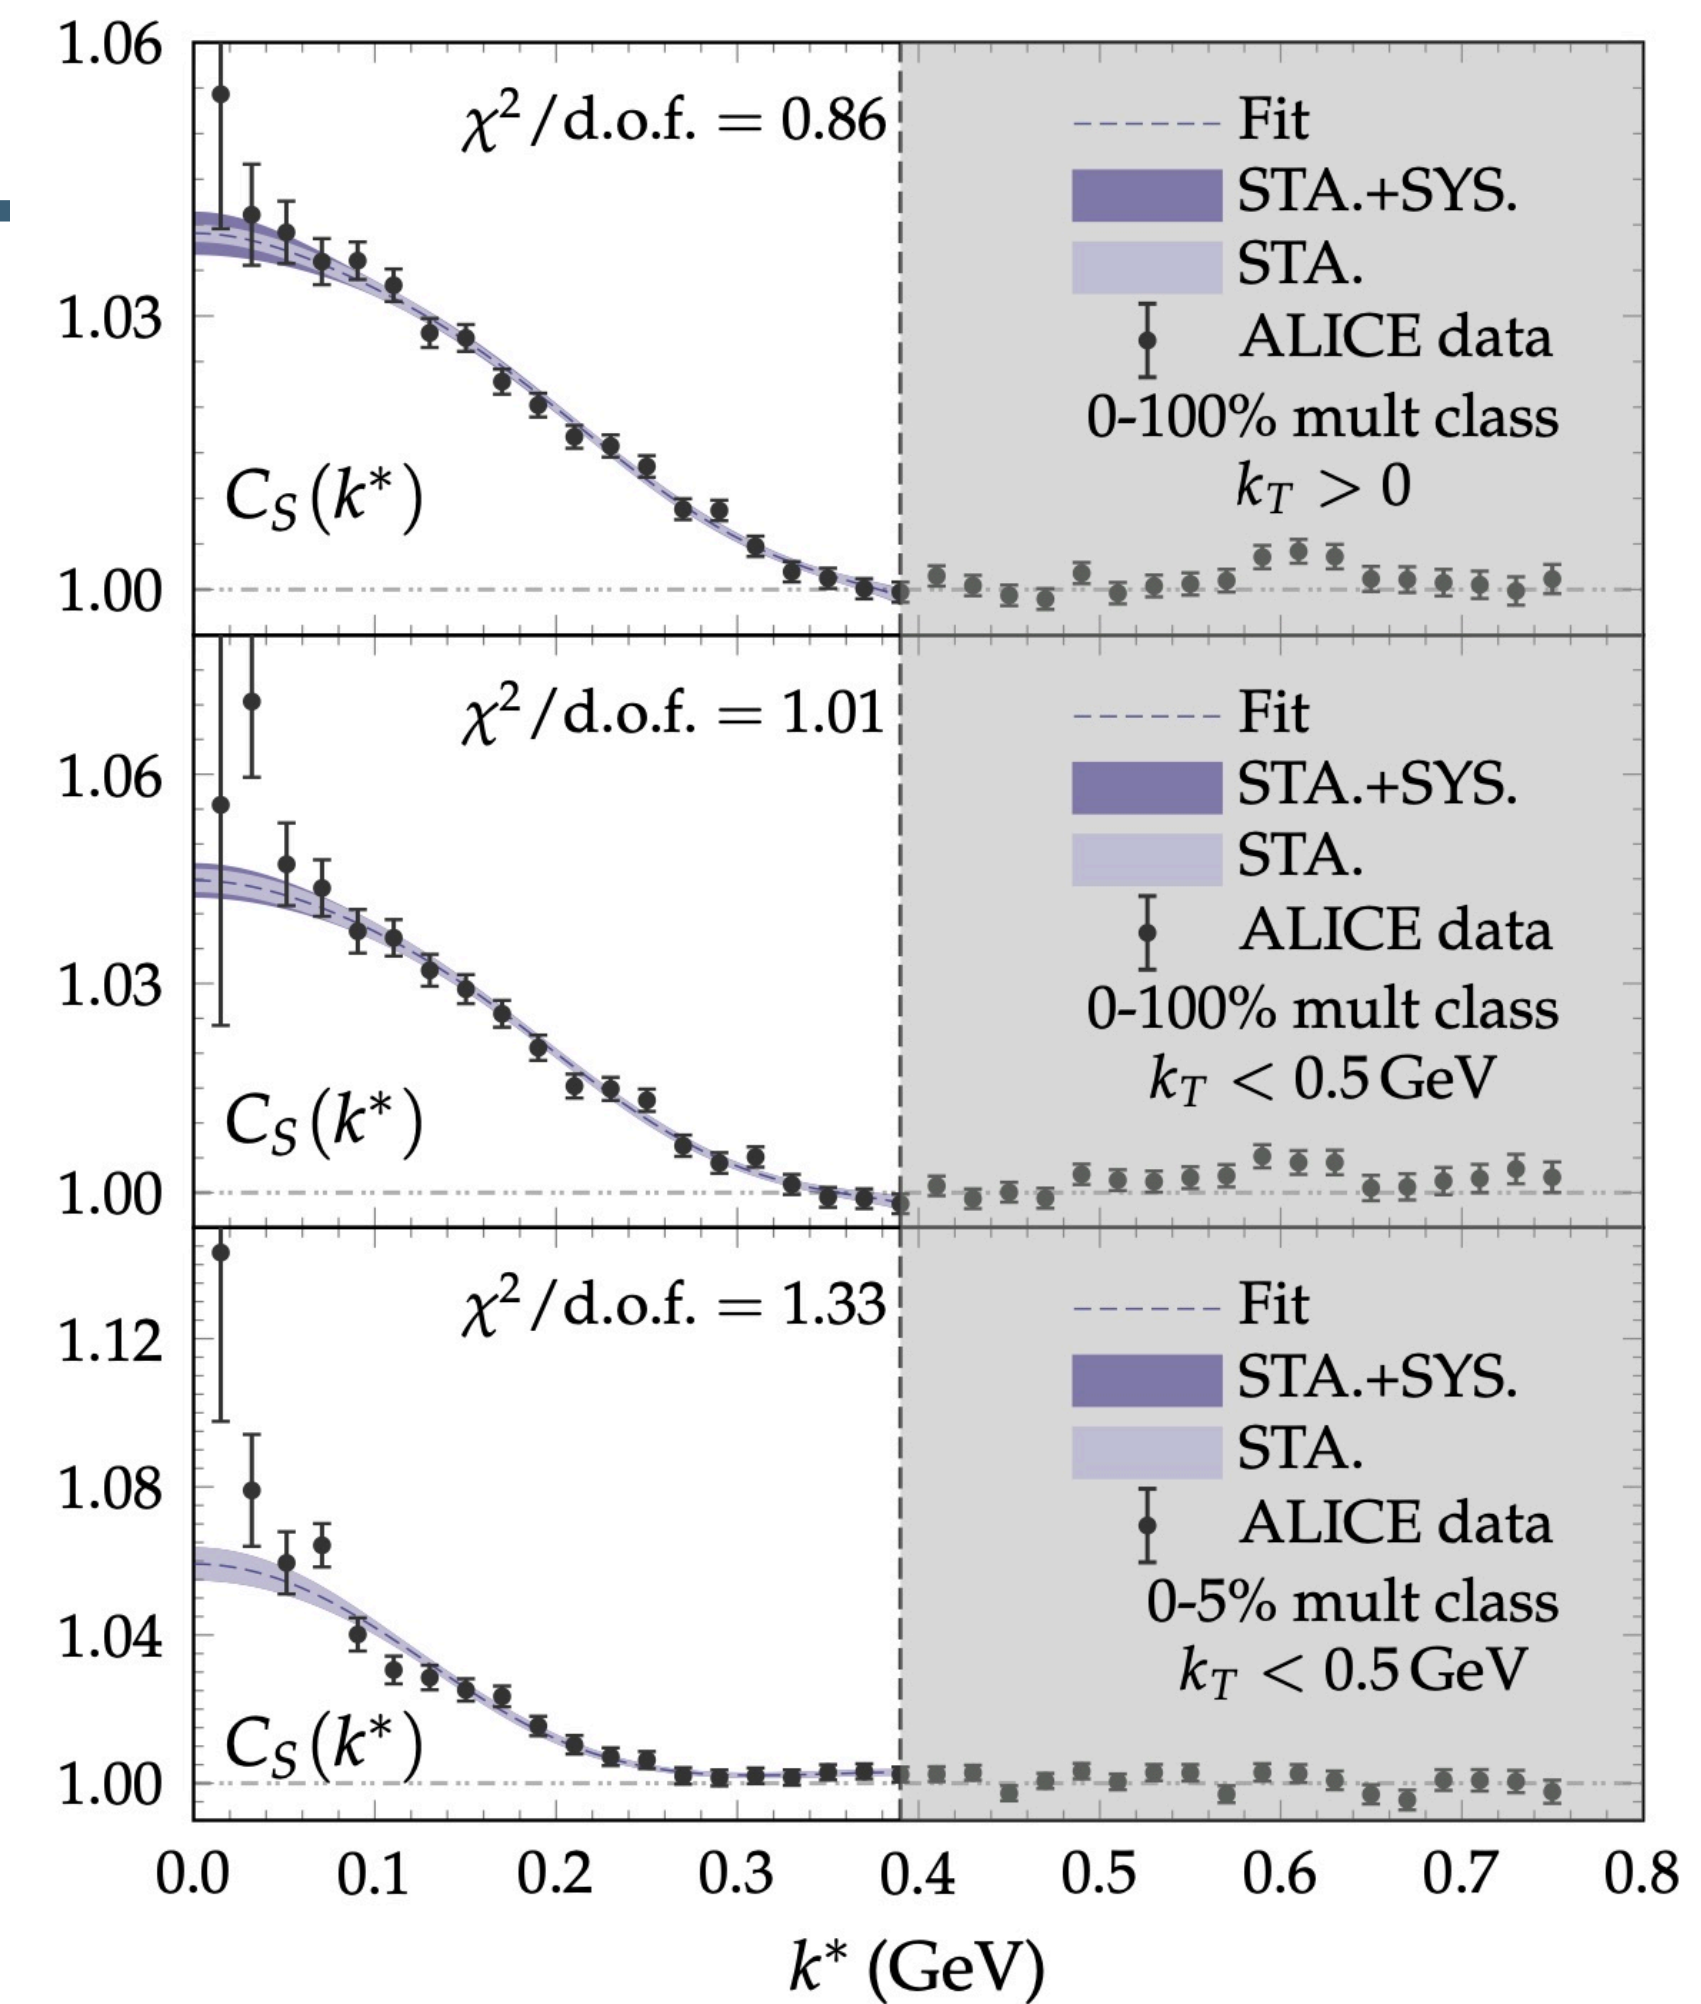 1.06
χ²/d.o.f. = 0.86
Fit
STA.+SYS.
STA.
1.03
ALICE data
0-100% mult class
k_T > 0
C_S(k*)
1.00
χ²/d.o.f. = 1.01
Fit
1.06
STA.+SYS.
STA.
ALICE data
1.03
0-100% mult class
k_T < 0.5 GeV
C_S(k*)
1.00
χ²/d.o.f. = 1.33
Fit
1.12
STA.+SYS.
STA.
1.08
ALICE data
0-5% mult class
1.04
k_T < 0.5 GeV
C_S(k*)
1.00
0.0 0.1 0.2 0.3 0.4 0.5 0.6 0.7 0.8
k* (GeV)